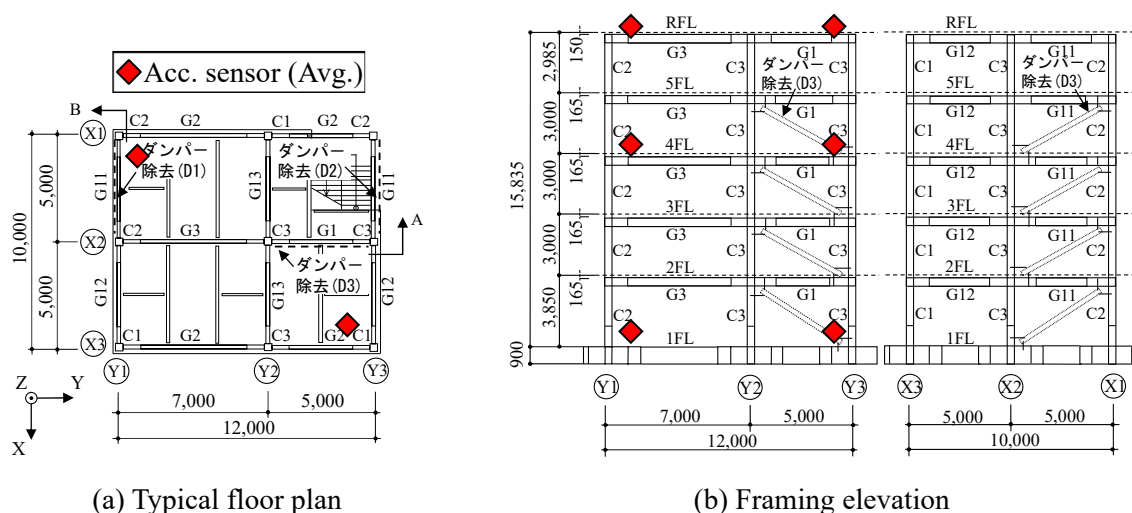 Acc. sensor (Avg.)
B
C2 G2 C1 G2 C2
X1
ダンパー
除去(D1)
ダンパー
除去(D2)
G11
G13
G11
5,000
10,000
A
C2 G3 C3 G1 C3
X2
ダンパー
除去(D3)
G12
G13
G12
5,000
C1 G2 C3 G2 C1
X3
Z
Y
X
Y1
Y2
Y3
7,000
5,000
12,000
(a) Typical floor plan
RFL
G3
G1
150
2,985
C2
C3
C3
ダンパー
除去(D3)
5FL
165
G3
G1
3,000
C2
C3
C3
4FL
165
G3
G1
3,000
C2
C3
C3
3FL
165
G3
G1
3,000
C2
C3
C3
2FL
165
G3
G1
3,850
C2
C3
C3
1FL
900
15,835
Y1
Y2
Y3
7,000
5,000
12,000
RFL
G12
G11
C1
C3
C1
ダンパー
除去(D3)
5FL
G12
G11
C1
C3
C2
4FL
G12
G11
C1
C3
C2
3FL
G12
G11
C1
C3
C2
2FL
G12
G11
C1
C3
C2
1FL
X3
X2
X1
5,000
5,000
10,000
(b) Framing elevation